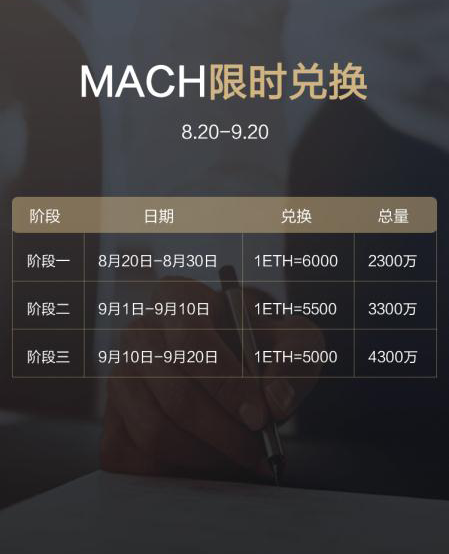 MACH限时兑换
8.20-9.20
阶段 日期 兑换 总量
阶段一 8月20日-8月30日 1ETH=6000 2300万
阶段二 9月1日-9月10日 1ETH=5500 3300万
阶段三 9月10日-9月20日 1ETH=5000 4300万